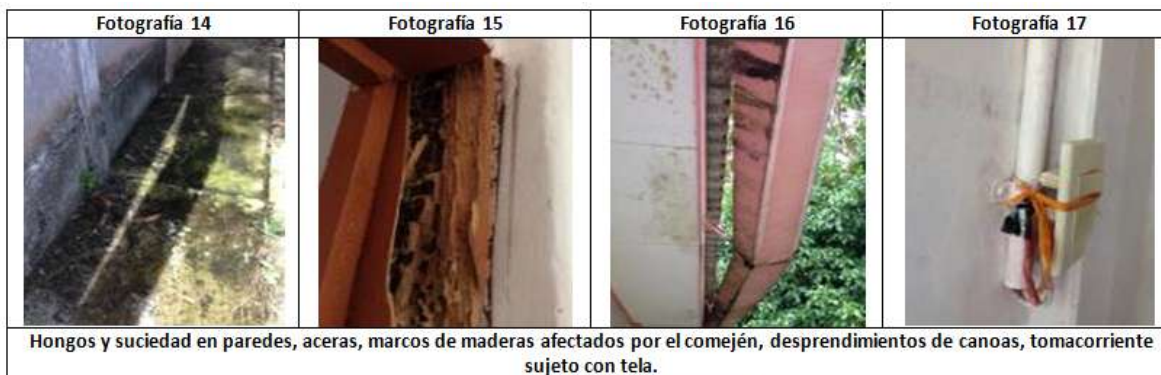 Fotografía 14 Fotografía 15 Fotografía 16 Fotografía 17
Hongos y suciedad en paredes, aceras, marcos de maderas afectados por el comején, desprendimientos de canoas, tomacorriente
sujeto con tela.